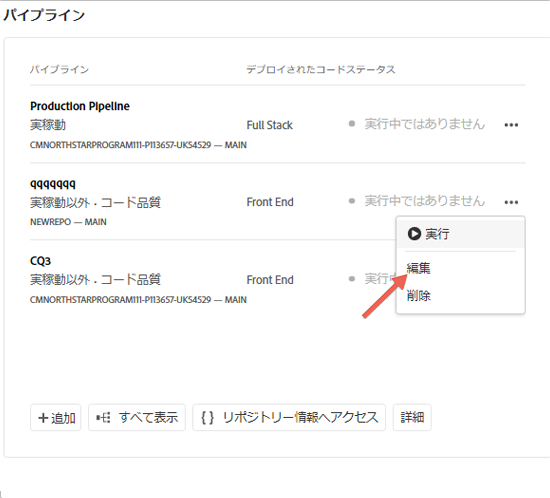 パイプライン
パイプライン デプロイされたコード ステータス
Production Pipeline
実稼動 Full Stack 実行中ではありません
CMNORTHSTARPROGRAM111-P113657-UK54529 — MAIN
qqqqqqq
実稼動以外・コード品質 Front End 実行中ではありません
NEWREPO — MAIN
実行
CQ3
編集
実稼動以外・コード品質 Front End 実行中
CMNORTHSTARPROGRAM111-P113657-UK54529 — MAIN
削除
追加 すべて表示 リポジトリー情報へアクセス 詳細